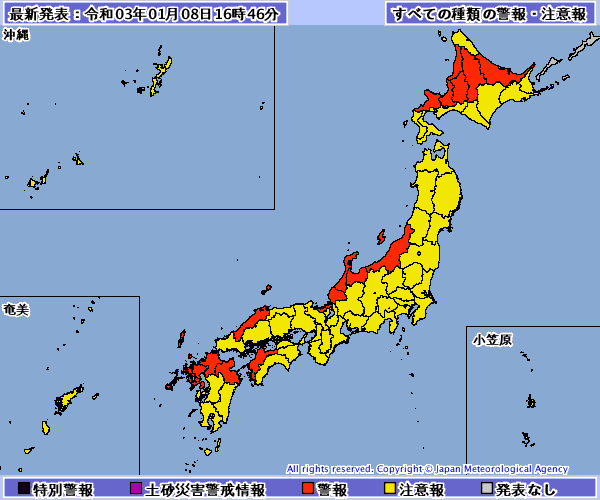 最新発表：令和03年01月08日16時46分
すべての種類の警報・注意報
沖縄
奄美
小笠原
All rights reserved. Copyright © Japan Meteorological Agency
特別警報 土砂災害警戒情報 警報 注意報 発表なし